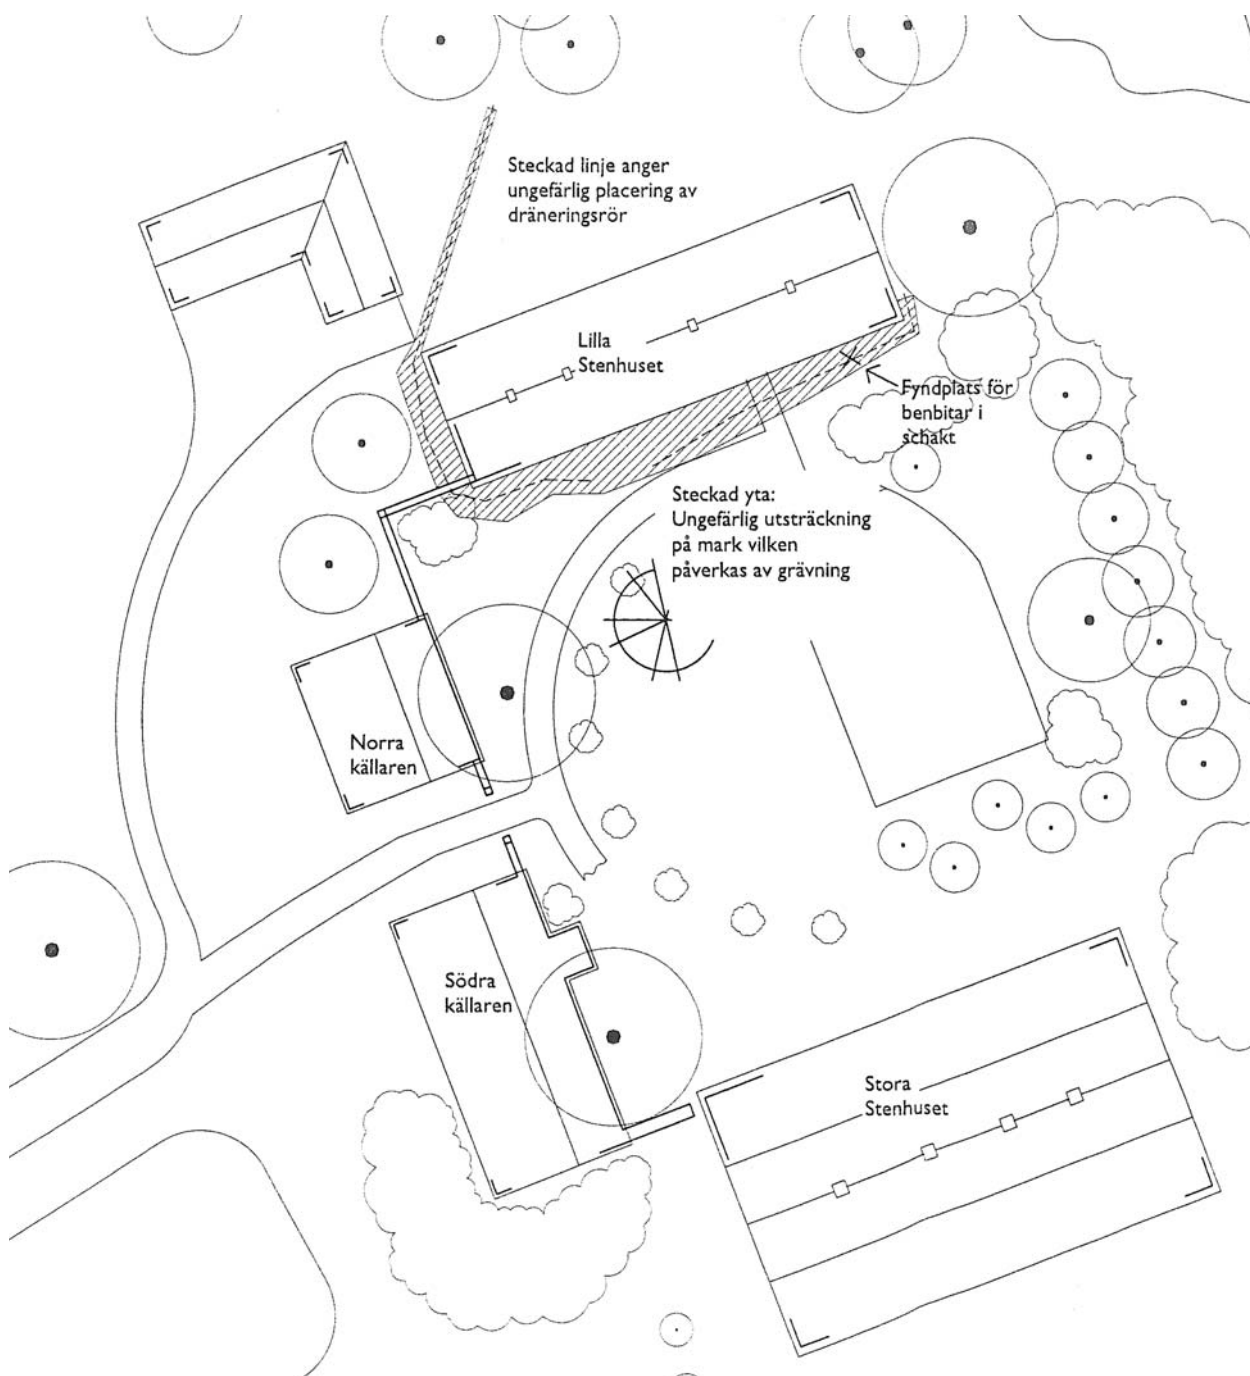 Steckad linje anger
ungefärlig placering av
dräneringsrör
Lilla
Stenhuset
Fyndplats för
benbitar i
schakt
Steckad yta:
Ungefärlig utsträckning
på mark vilken
påverkas av grävning
Norra
källaren
Södra
källaren
Stora
Stenhuset